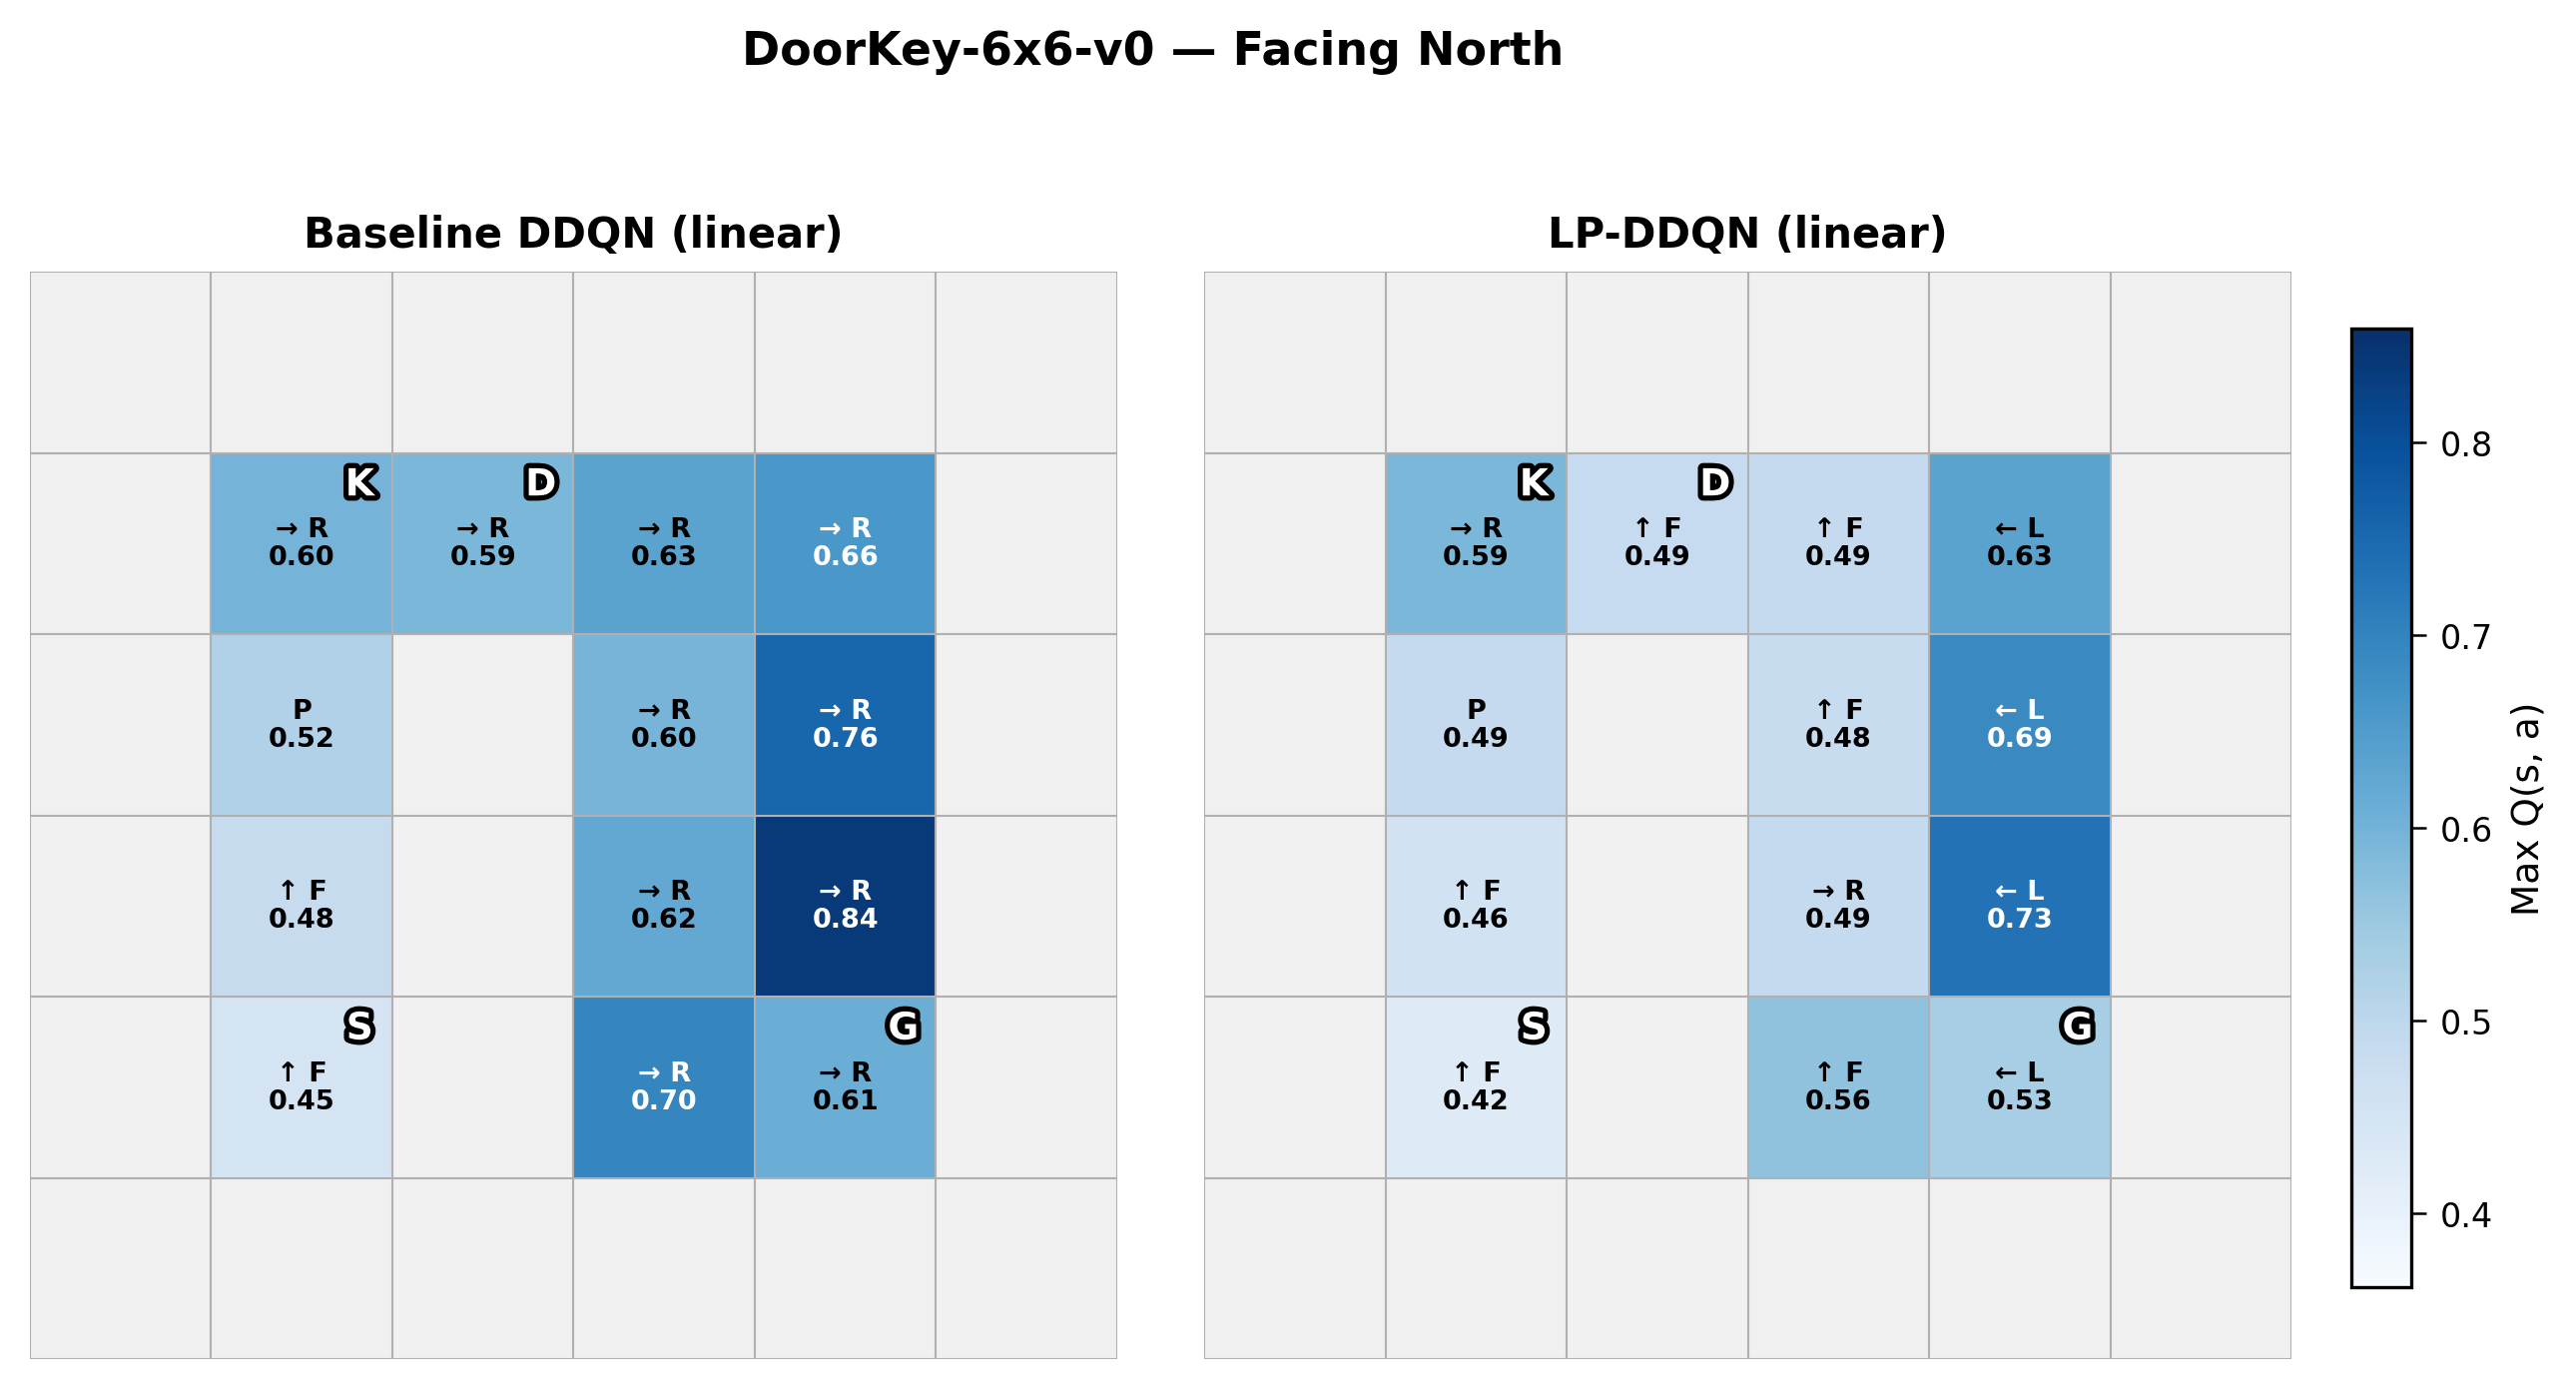 DoorKey-6x6-v0 — Facing North
Baseline DDQN (linear)
K
→ R
0.60
D
→ R
0.59
→ R
0.63
→ R
0.66
P
0.52
→ R
0.60
→ R
0.76
↑ F
0.48
→ R
0.62
→ R
0.84
S
↑ F
0.45
→ R
0.70
G
→ R
0.61
LP-DDQN (linear)
K
→ R
0.59
D
↑ F
0.49
↑ F
0.49
← L
0.63
P
0.49
↑ F
0.48
← L
0.69
↑ F
0.46
→ R
0.49
← L
0.73
S
↑ F
0.42
↑ F
0.56
G
← L
0.53
0.8
0.7
0.6
0.5
0.4
Max Q(s, a)